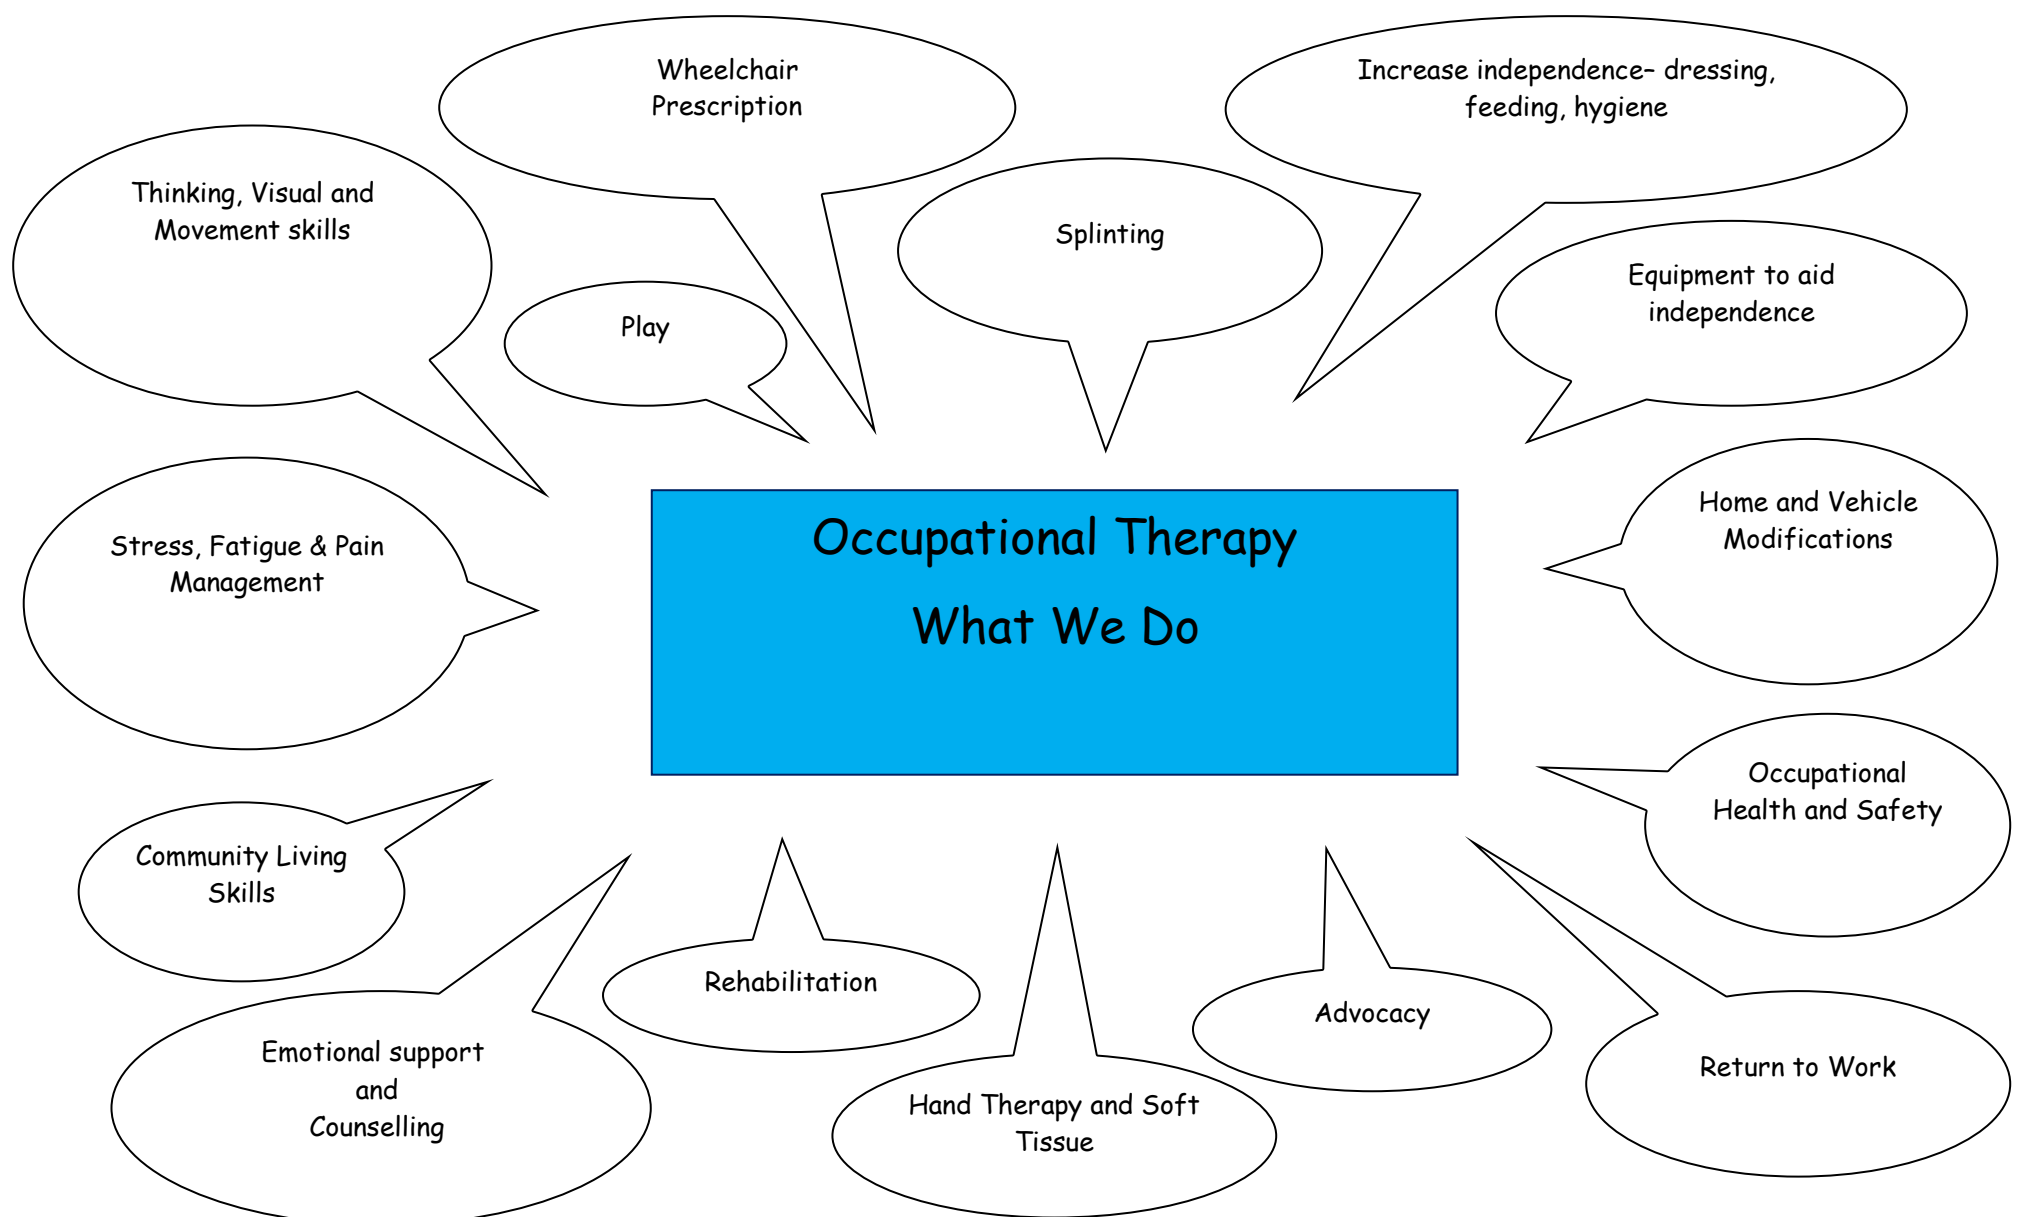 Wheelchair
Prescription
Increase independence– dressing,
feeding, hygiene
Thinking, Visual and
Movement skills
Splinting
Equipment to aid
independence
Play
Home and Vehicle
Modifications
Stress, Fatigue & Pain
Management
Occupational Therapy
What We Do
Occupational
Health and Safety
Community Living
Skills
Rehabilitation
Advocacy
Emotional support
and
Counselling
Hand Therapy and Soft
Tissue
Return to Work